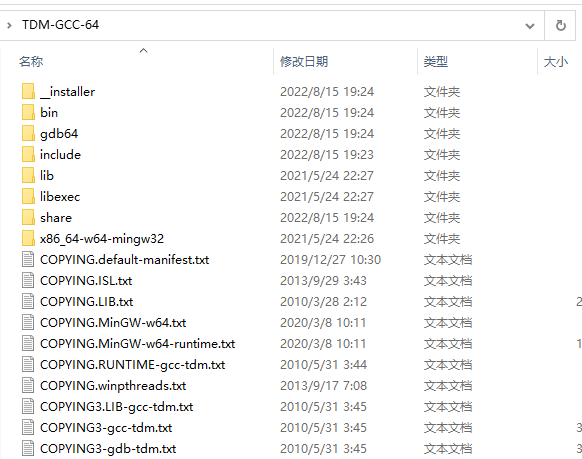 TDM-GCC-64
名称 修改日期 类型 大小
__installer 2022/8/15 19:24 文件夹
bin 2022/8/15 19:24 文件夹
gdb64 2022/8/15 19:24 文件夹
include 2022/8/15 19:23 文件夹
lib 2021/5/24 22:27 文件夹
libexec 2021/5/24 22:27 文件夹
share 2022/8/15 19:24 文件夹
x86_64-w64-mingw32 2021/5/24 22:26 文件夹
COPYING.default-manifest.txt 2019/12/27 10:30 文本文档
COPYING.ISL.txt 2013/9/29 3:43 文本文档
COPYING.LIB.txt 2010/3/28 2:12 文本文档 2
COPYING.MinGW-w64.txt 2020/3/8 10:11 文本文档
COPYING.MinGW-w64-runtime.txt 2020/3/8 10:11 文本文档 1
COPYING.RUNTIME-gcc-tdm.txt 2010/5/31 3:44 文本文档
COPYING.winpthreads.txt 2013/9/17 7:08 文本文档
COPYING3.LIB-gcc-tdm.txt 2010/5/31 3:45 文本文档
COPYING3-gcc-tdm.txt 2010/5/31 3:45 文本文档 3
COPYING3-gdb-tdm.txt 2010/5/31 3:45 文本文档 3